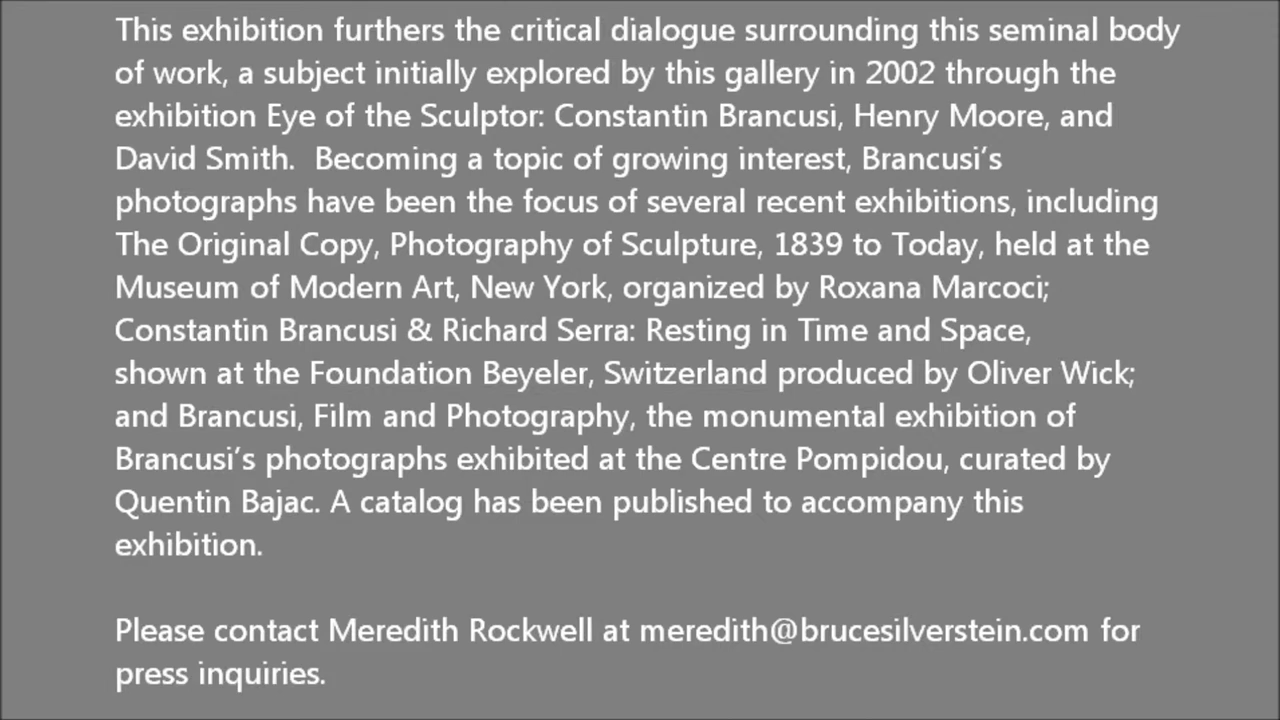 This exhibition furthers the critical dialogue surrounding this seminal body
of work, a subject initially explored by this gallery in 2002 through the
exhibition Eye of the Sculptor: Constantin Brancusi, Henry Moore, and
David Smith.  Becoming a topic of growing interest, Brancusi’s
photographs have been the focus of several recent exhibitions, including
The Original Copy, Photography of Sculpture, 1839 to Today, held at the
Museum of Modern Art, New York, organized by Roxana Marcoci;
Constantin Brancusi & Richard Serra: Resting in Time and Space,
shown at the Foundation Beyeler, Switzerland produced by Oliver Wick;
and Brancusi, Film and Photography, the monumental exhibition of
Brancusi’s photographs exhibited at the Centre Pompidou, curated by
Quentin Bajac. A catalog has been published to accompany this
exhibition.

Please contact Meredith Rockwell at meredith@brucesilverstein.com for
press inquiries.